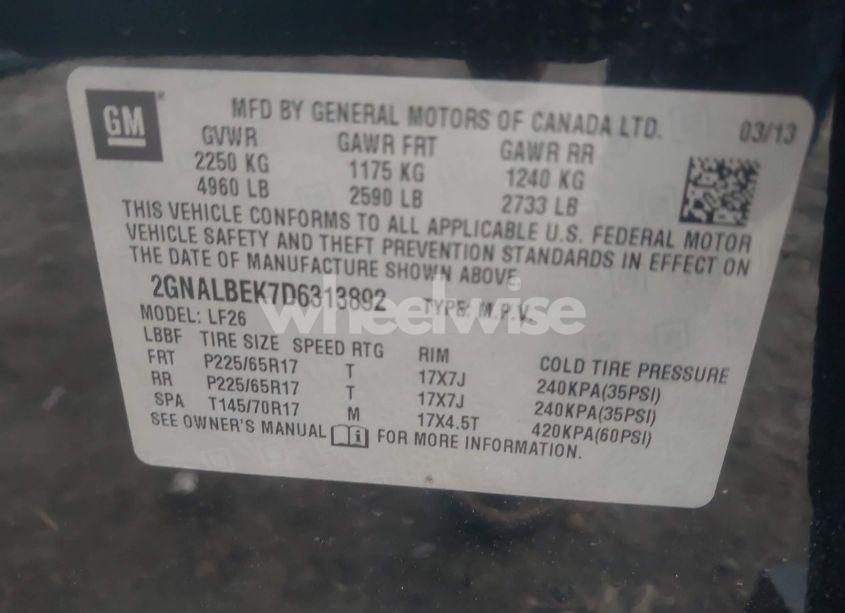 GM
MFD BY GENERAL MOTORS OF CANADA LTD. 03/13
GVWR GAWR FRT GAWR RR
2250 KG 1175 KG 1240 KG
4960 LB 2590 LB 2733 LB
THIS VEHICLE CONFORMS TO ALL APPLICABLE U.S. FEDERAL MOTOR
VEHICLE SAFETY AND THEFT PREVENTION STANDARDS IN EFFECT ON
THE DATE OF MANUFACTURE SHOWN ABOVE.
2GNALBEK7D6313892 TYPE: M.P.V.
wheelwise
MODEL: LF26
LBBF TIRE SIZE SPEED RTG RIM COLD TIRE PRESSURE
FRT P225/65R17 T 17X7J 240KPA(35PSI)
RR P225/65R17 T 17X7J 240KPA(35PSI)
SPA T145/70R17 M 17X4.5T 420KPA(60PSI)
SEE OWNER'S MANUAL FOR MORE INFORMATION.